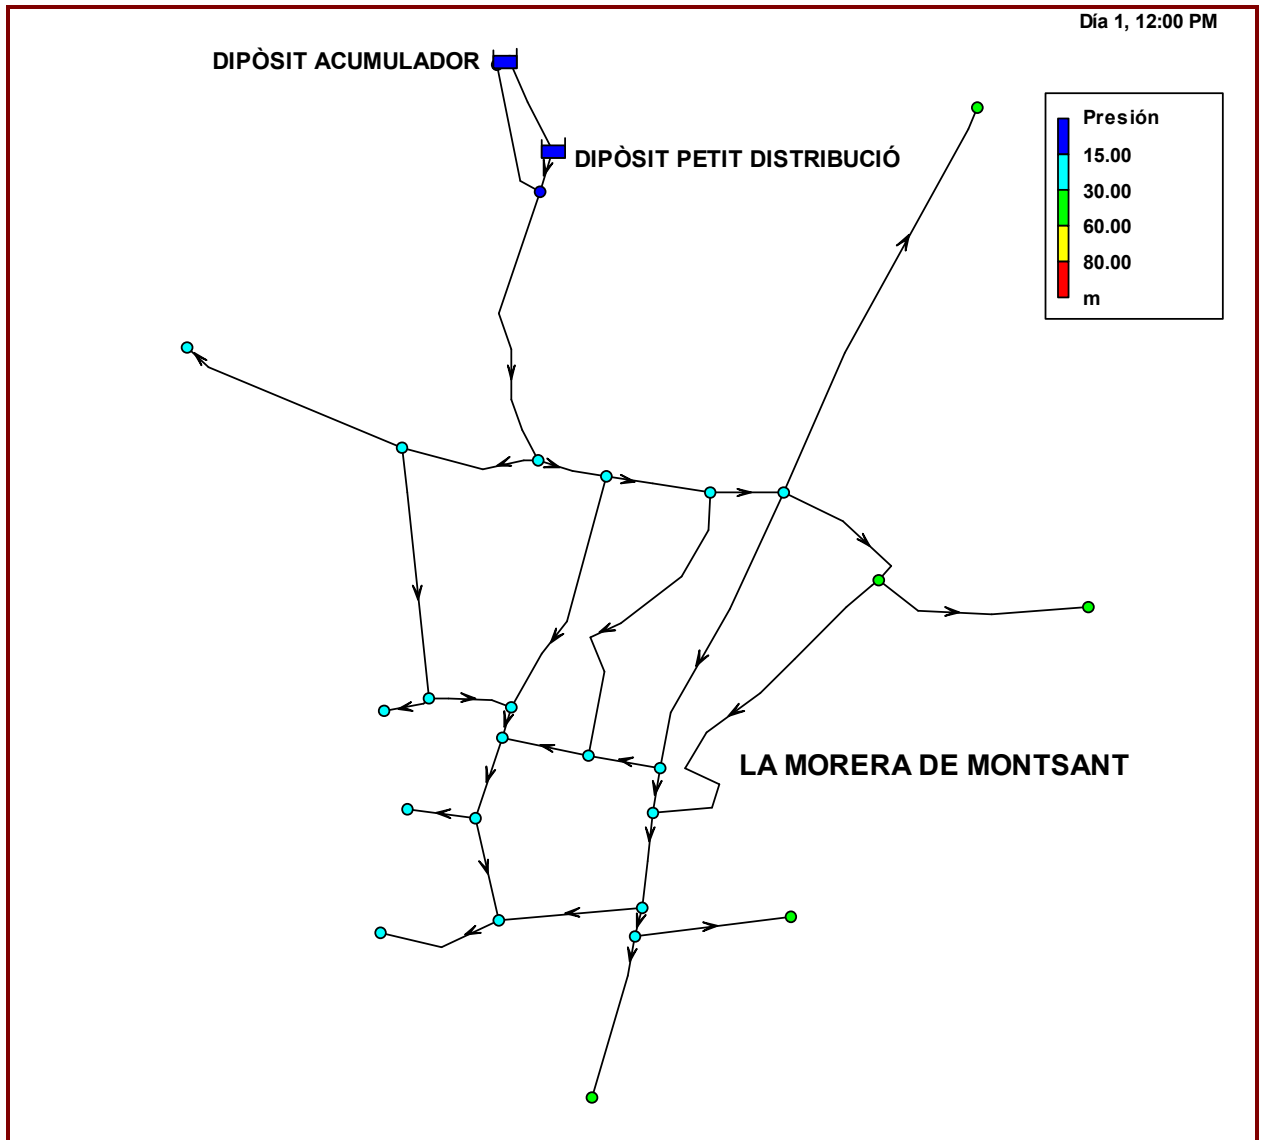 Día 1, 12:00 PM
DIPÒSIT ACUMULADOR
DIPÒSIT PETIT DISTRIBUCIÓ
Presión
15.00
30.00
60.00
80.00
m
LA MORERA DE MONTSANT